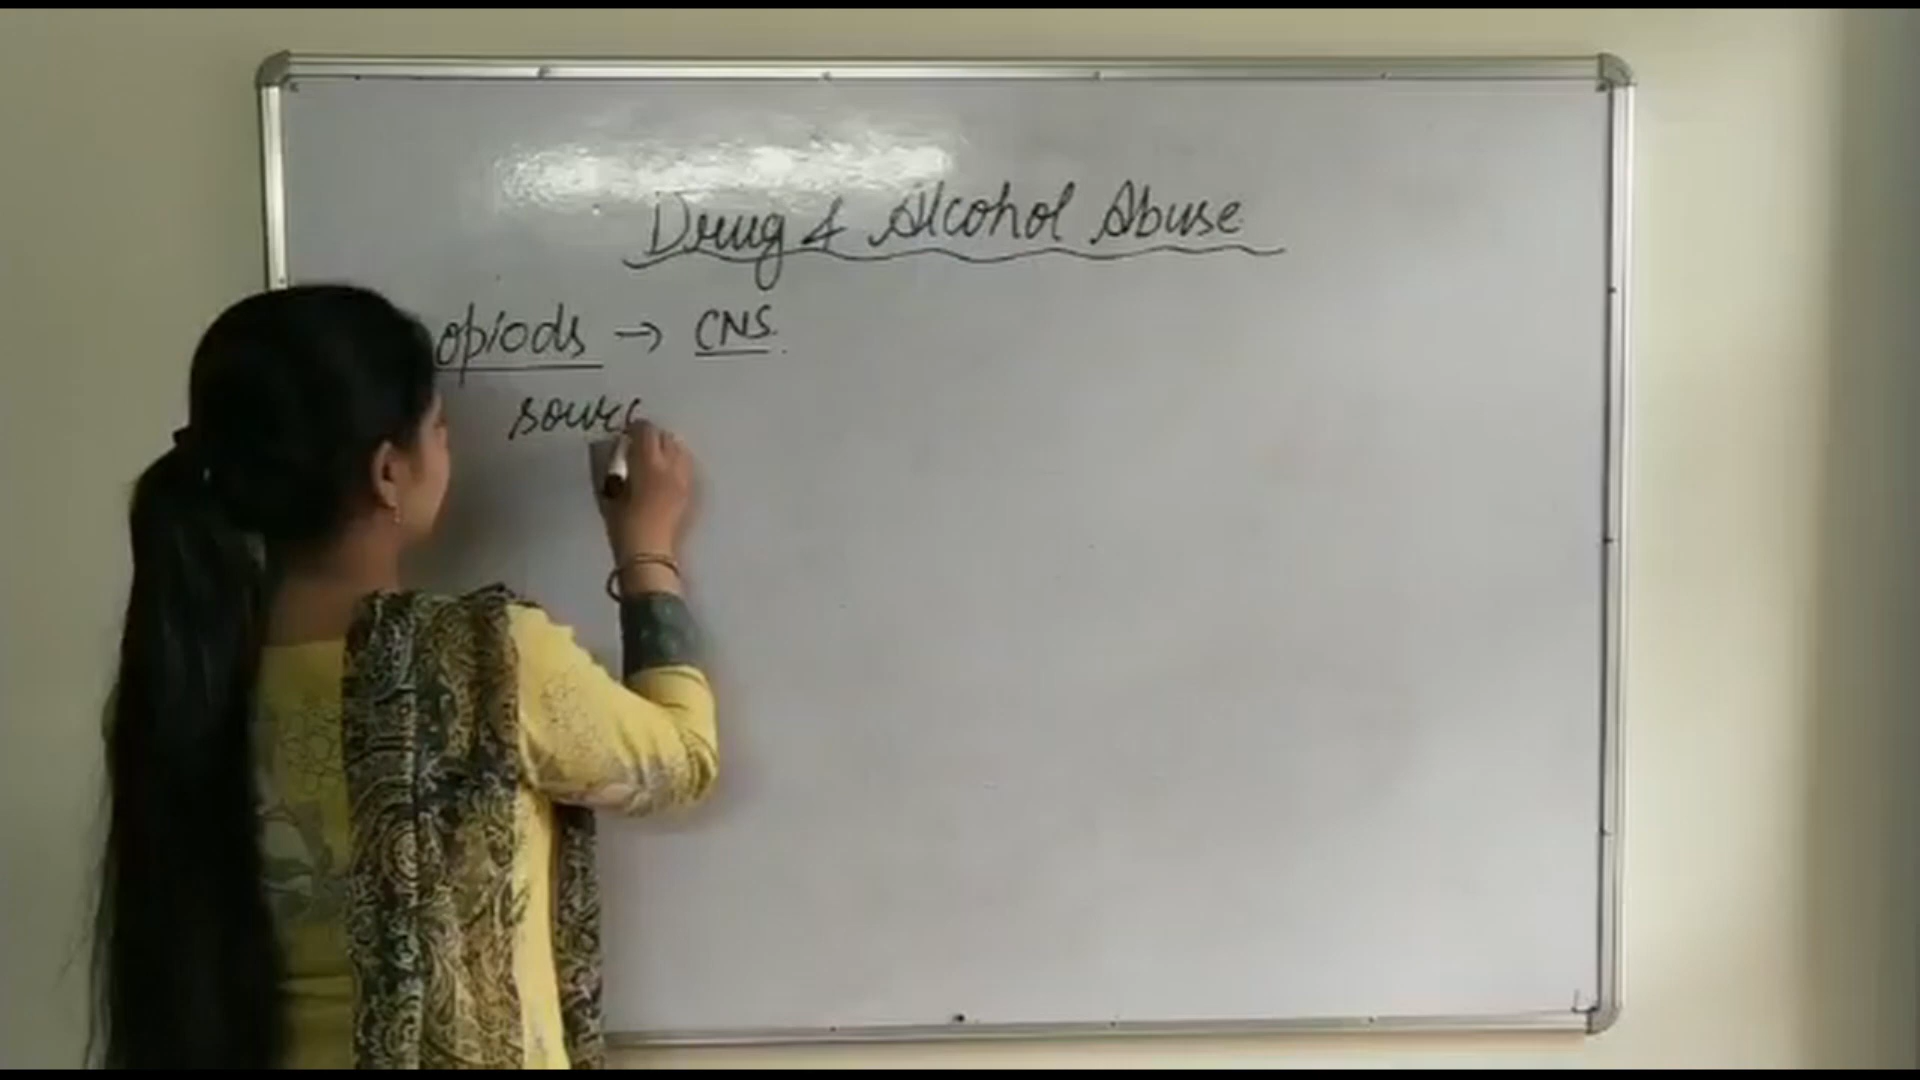 Drug & Alcohol Abuse
opiods → CNS.
sourc